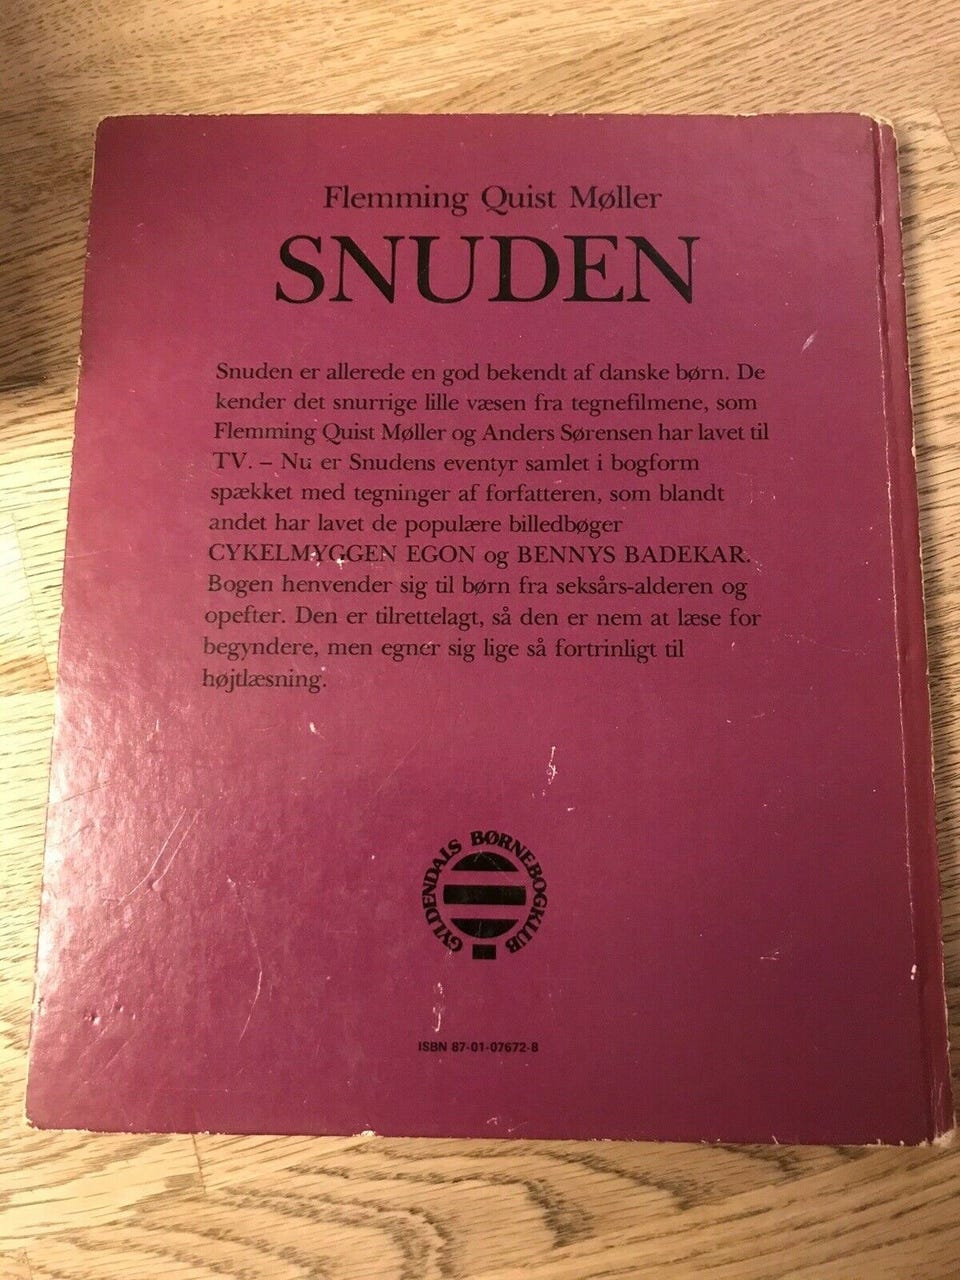 Flemming Quist Møller
SNUDEN
Snuden er allerede en god bekendt af danske børn. De
kender det snurrige lille væsen fra tegnefilmene, som
Flemming Quist Møller og Anders Sørensen har lavet til
TV. – Nu er Snudens eventyr samlet i bogform
spækket med tegninger af forfatteren, som blandt
andet har lavet de populære billedbøger
CYKELMYGGEN EGON og BENNYS BADEKAR.
Bogen henvender sig til børn fra seksårs-alderen og
opefter. Den er tilrettelagt, så den er nem at læse for
begyndere, men egner sig lige så fortrinligt til
højtlæsning.
GYLDENDALS BØRNEBOGKLUB
ISBN 87-01-07672-8